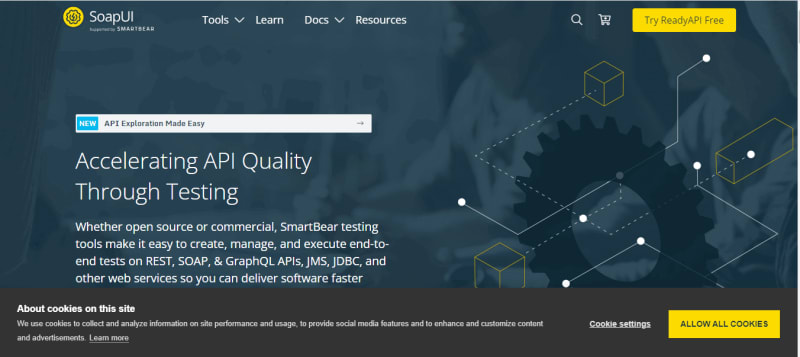 SoapUI
Supported by SMARTBEAR
Tools Learn Docs Resources
Try ReadyAPI Free
NEW API Exploration Made Easy →
Accelerating API Quality
Through Testing
Whether open source or commercial, SmartBear testing
tools make it easy to create, manage, and execute end-to-
end tests on REST, SOAP, & GraphQL APIs, JMS, JDBC, and
other web services so you can deliver software faster
About cookies on this site
We use cookies to collect and analyze information on site performance and usage, to provide social media features and to enhance and customize content
and advertisements. Learn more
Cookie settings
ALLOW ALL COOKIES